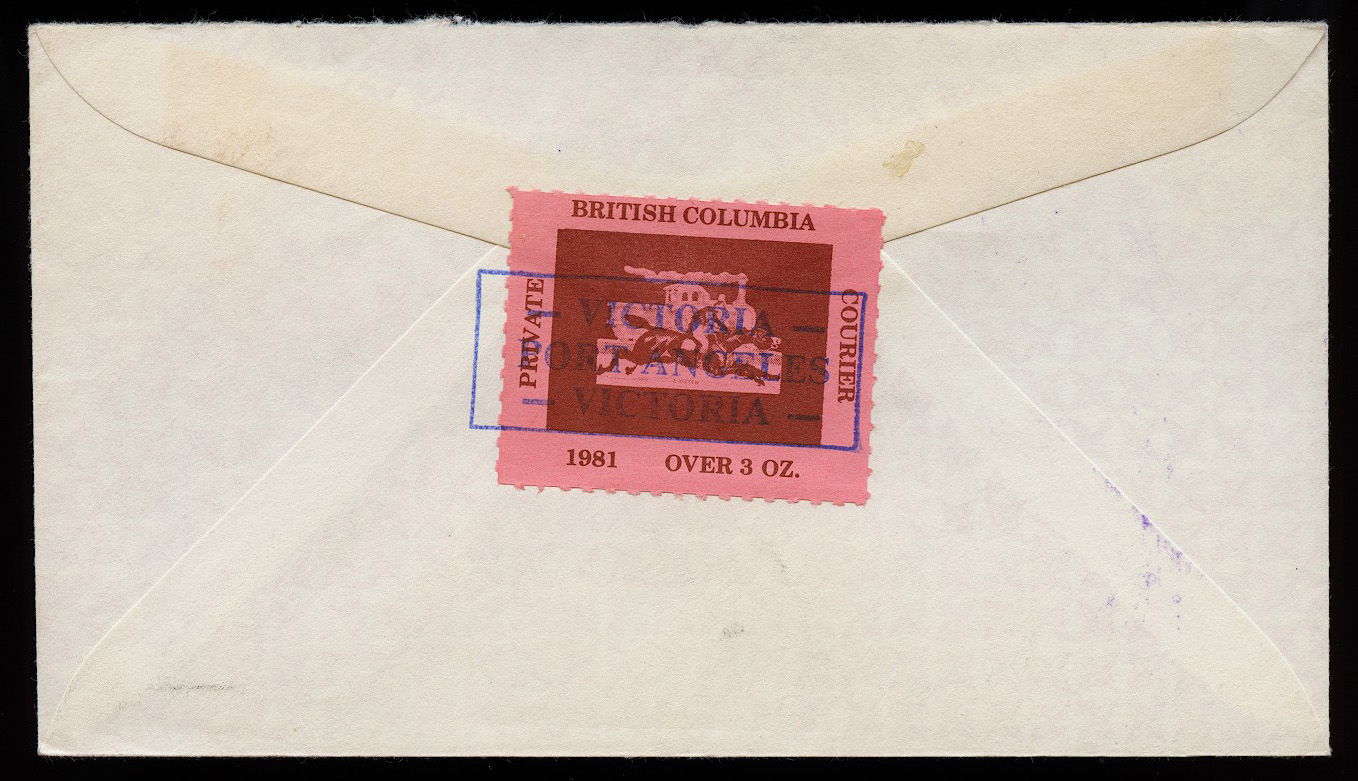 BRITISH COLUMBIA
PRIVATE
COURIER
— VICTORIA —
PORT ANGELES
— VICTORIA —
1981 OVER 3 OZ.